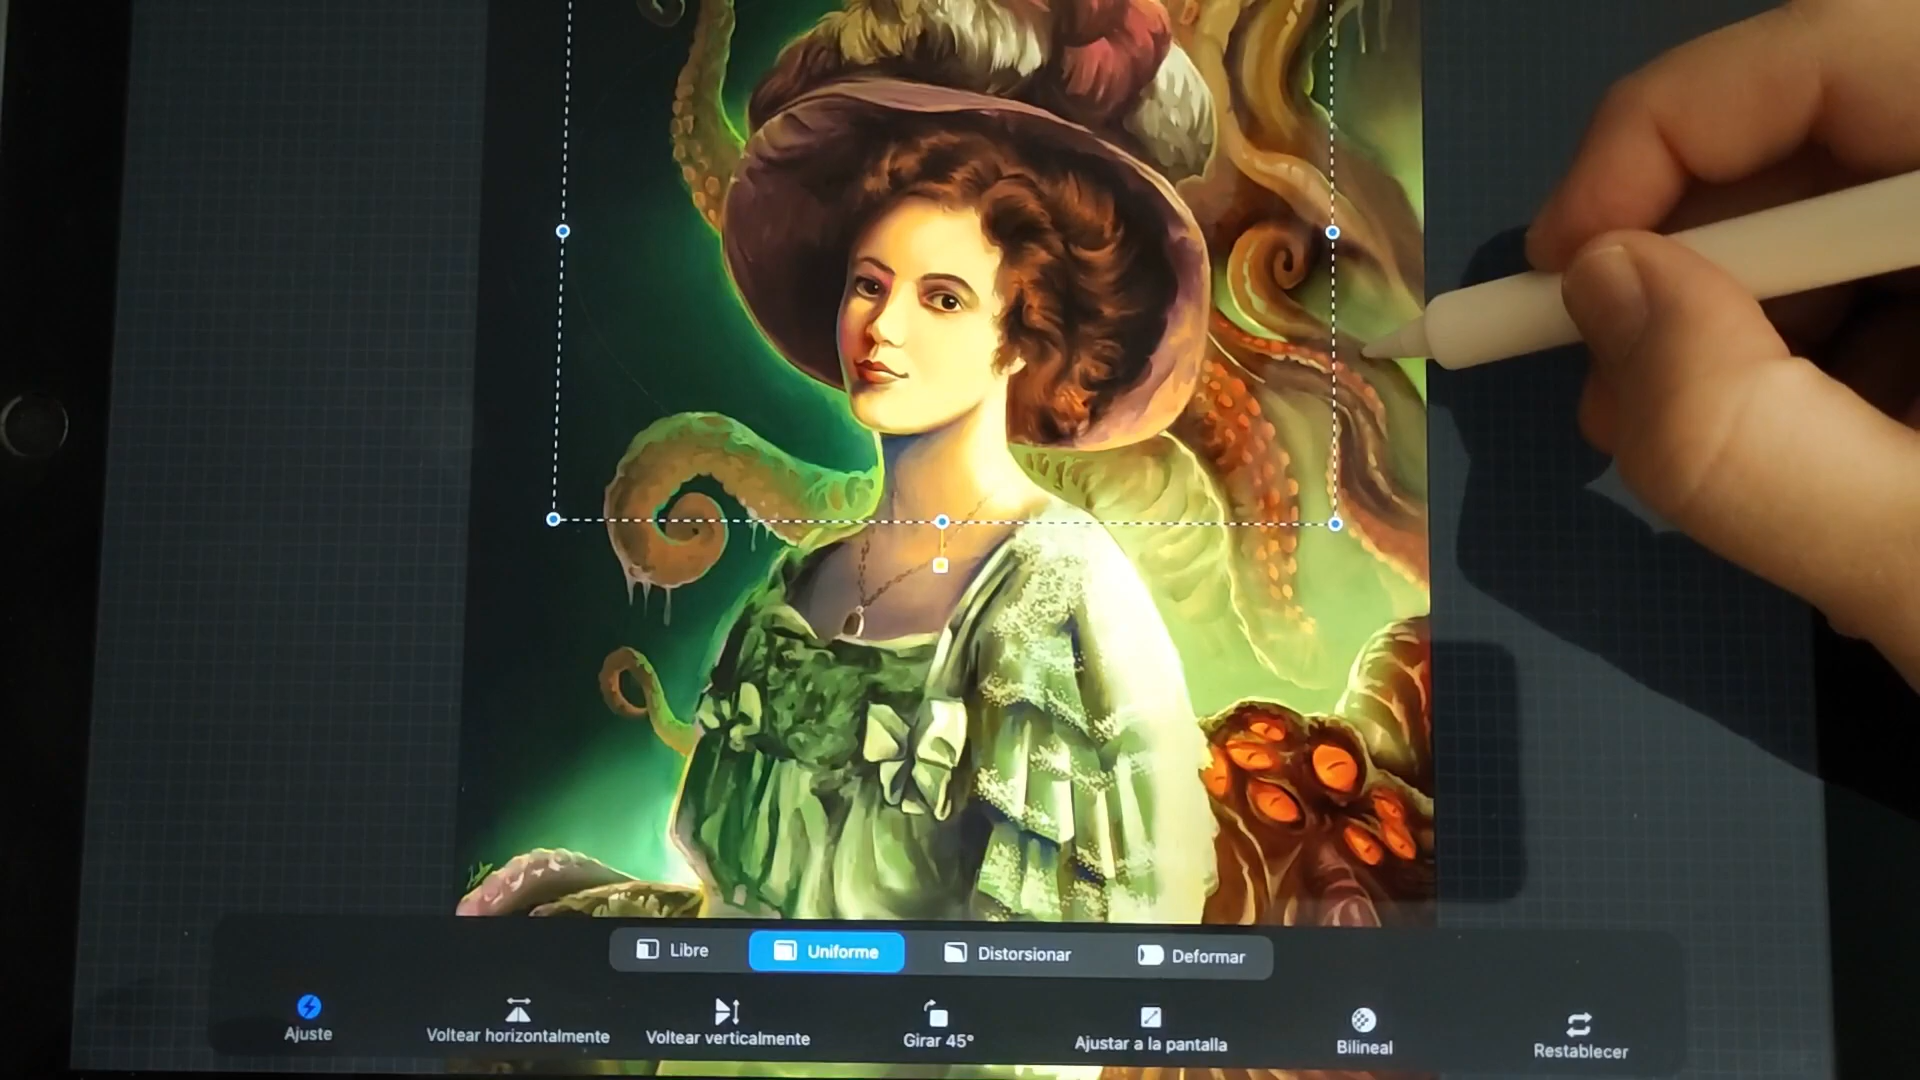 Libre
Uniforme
Distorsionar
Deformar
Ajuste
Voltear horizontalmente
Voltear verticalmente
Girar 45°
Ajustar a la pantalla
Bilineal
Restablecer